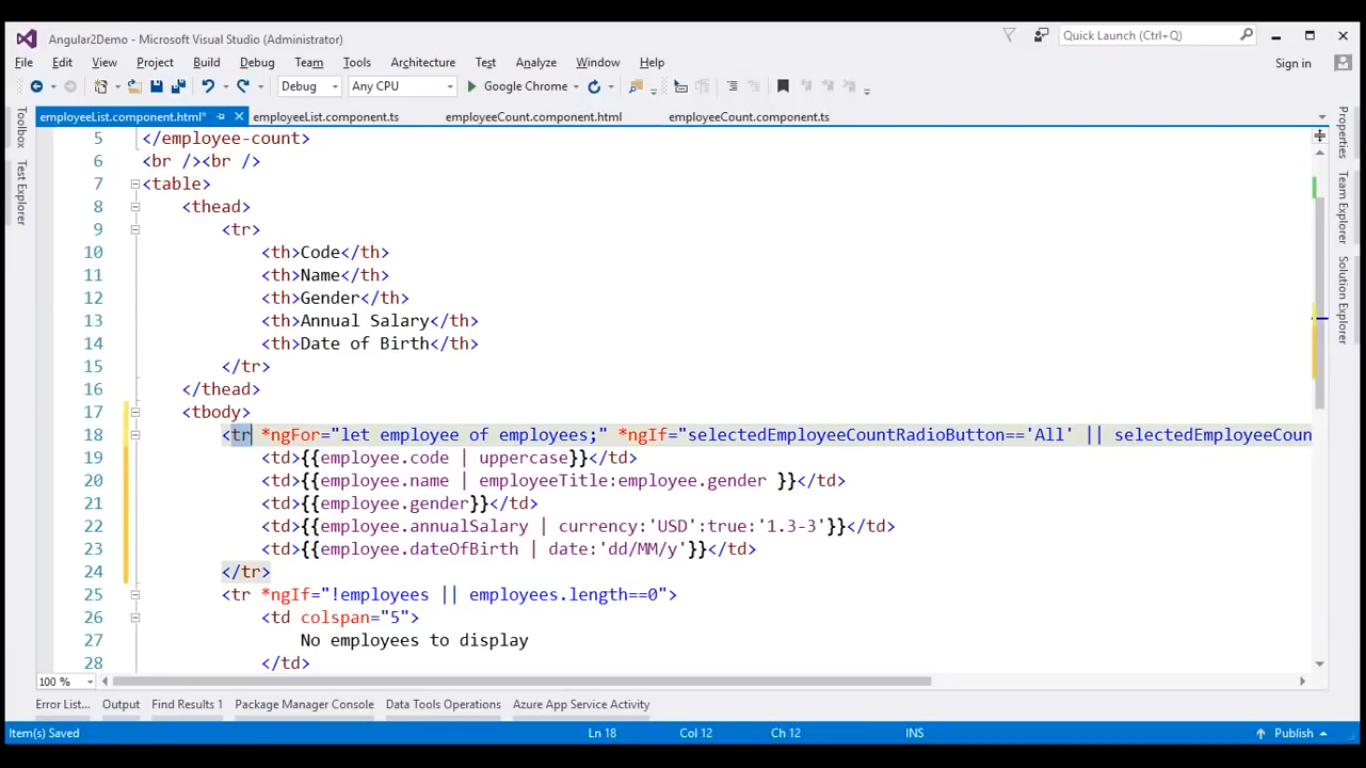 Angular2Demo - Microsoft Visual Studio (Administrator)
Quick Launch (Ctrl+Q)
File Edit View Project Build Debug Team Tools Architecture Test Analyze Window Help
Sign in
Debug Any CPU Google Chrome
employeeList.component.html* employeeList.component.ts employeeCount.component.html employeeCount.component.ts
Toolbox
Test Explorer
Properties
Team Explorer
Solution Explorer
5 </employee-count>
6 <br /><br />
7 <table>
8 <thead>
9 <tr>
10 <th>Code</th>
11 <th>Name</th>
12 <th>Gender</th>
13 <th>Annual Salary</th>
14 <th>Date of Birth</th>
15 </tr>
16 </thead>
17 <tbody>
18 <tr *ngFor="let employee of employees;" *ngIf="selectedEmployeeCountRadioButton=='All' || selectedEmployeeCoun
19 <td>{{employee.code | uppercase}}</td>
20 <td>{{employee.name | employeeTitle:employee.gender }}</td>
21 <td>{{employee.gender}}</td>
22 <td>{{employee.annualSalary | currency:'USD':true:'1.3-3'}}</td>
23 <td>{{employee.dateOfBirth | date:'dd/MM/y'}}</td>
24 </tr>
25 <tr *ngIf="!employees || employees.length==0">
26 <td colspan="5">
27 No employees to display
28 </td>
100 %
Error List... Output Find Results 1 Package Manager Console Data Tools Operations Azure App Service Activity
Item(s) Saved Ln 18 Col 12 Ch 12 INS Publish